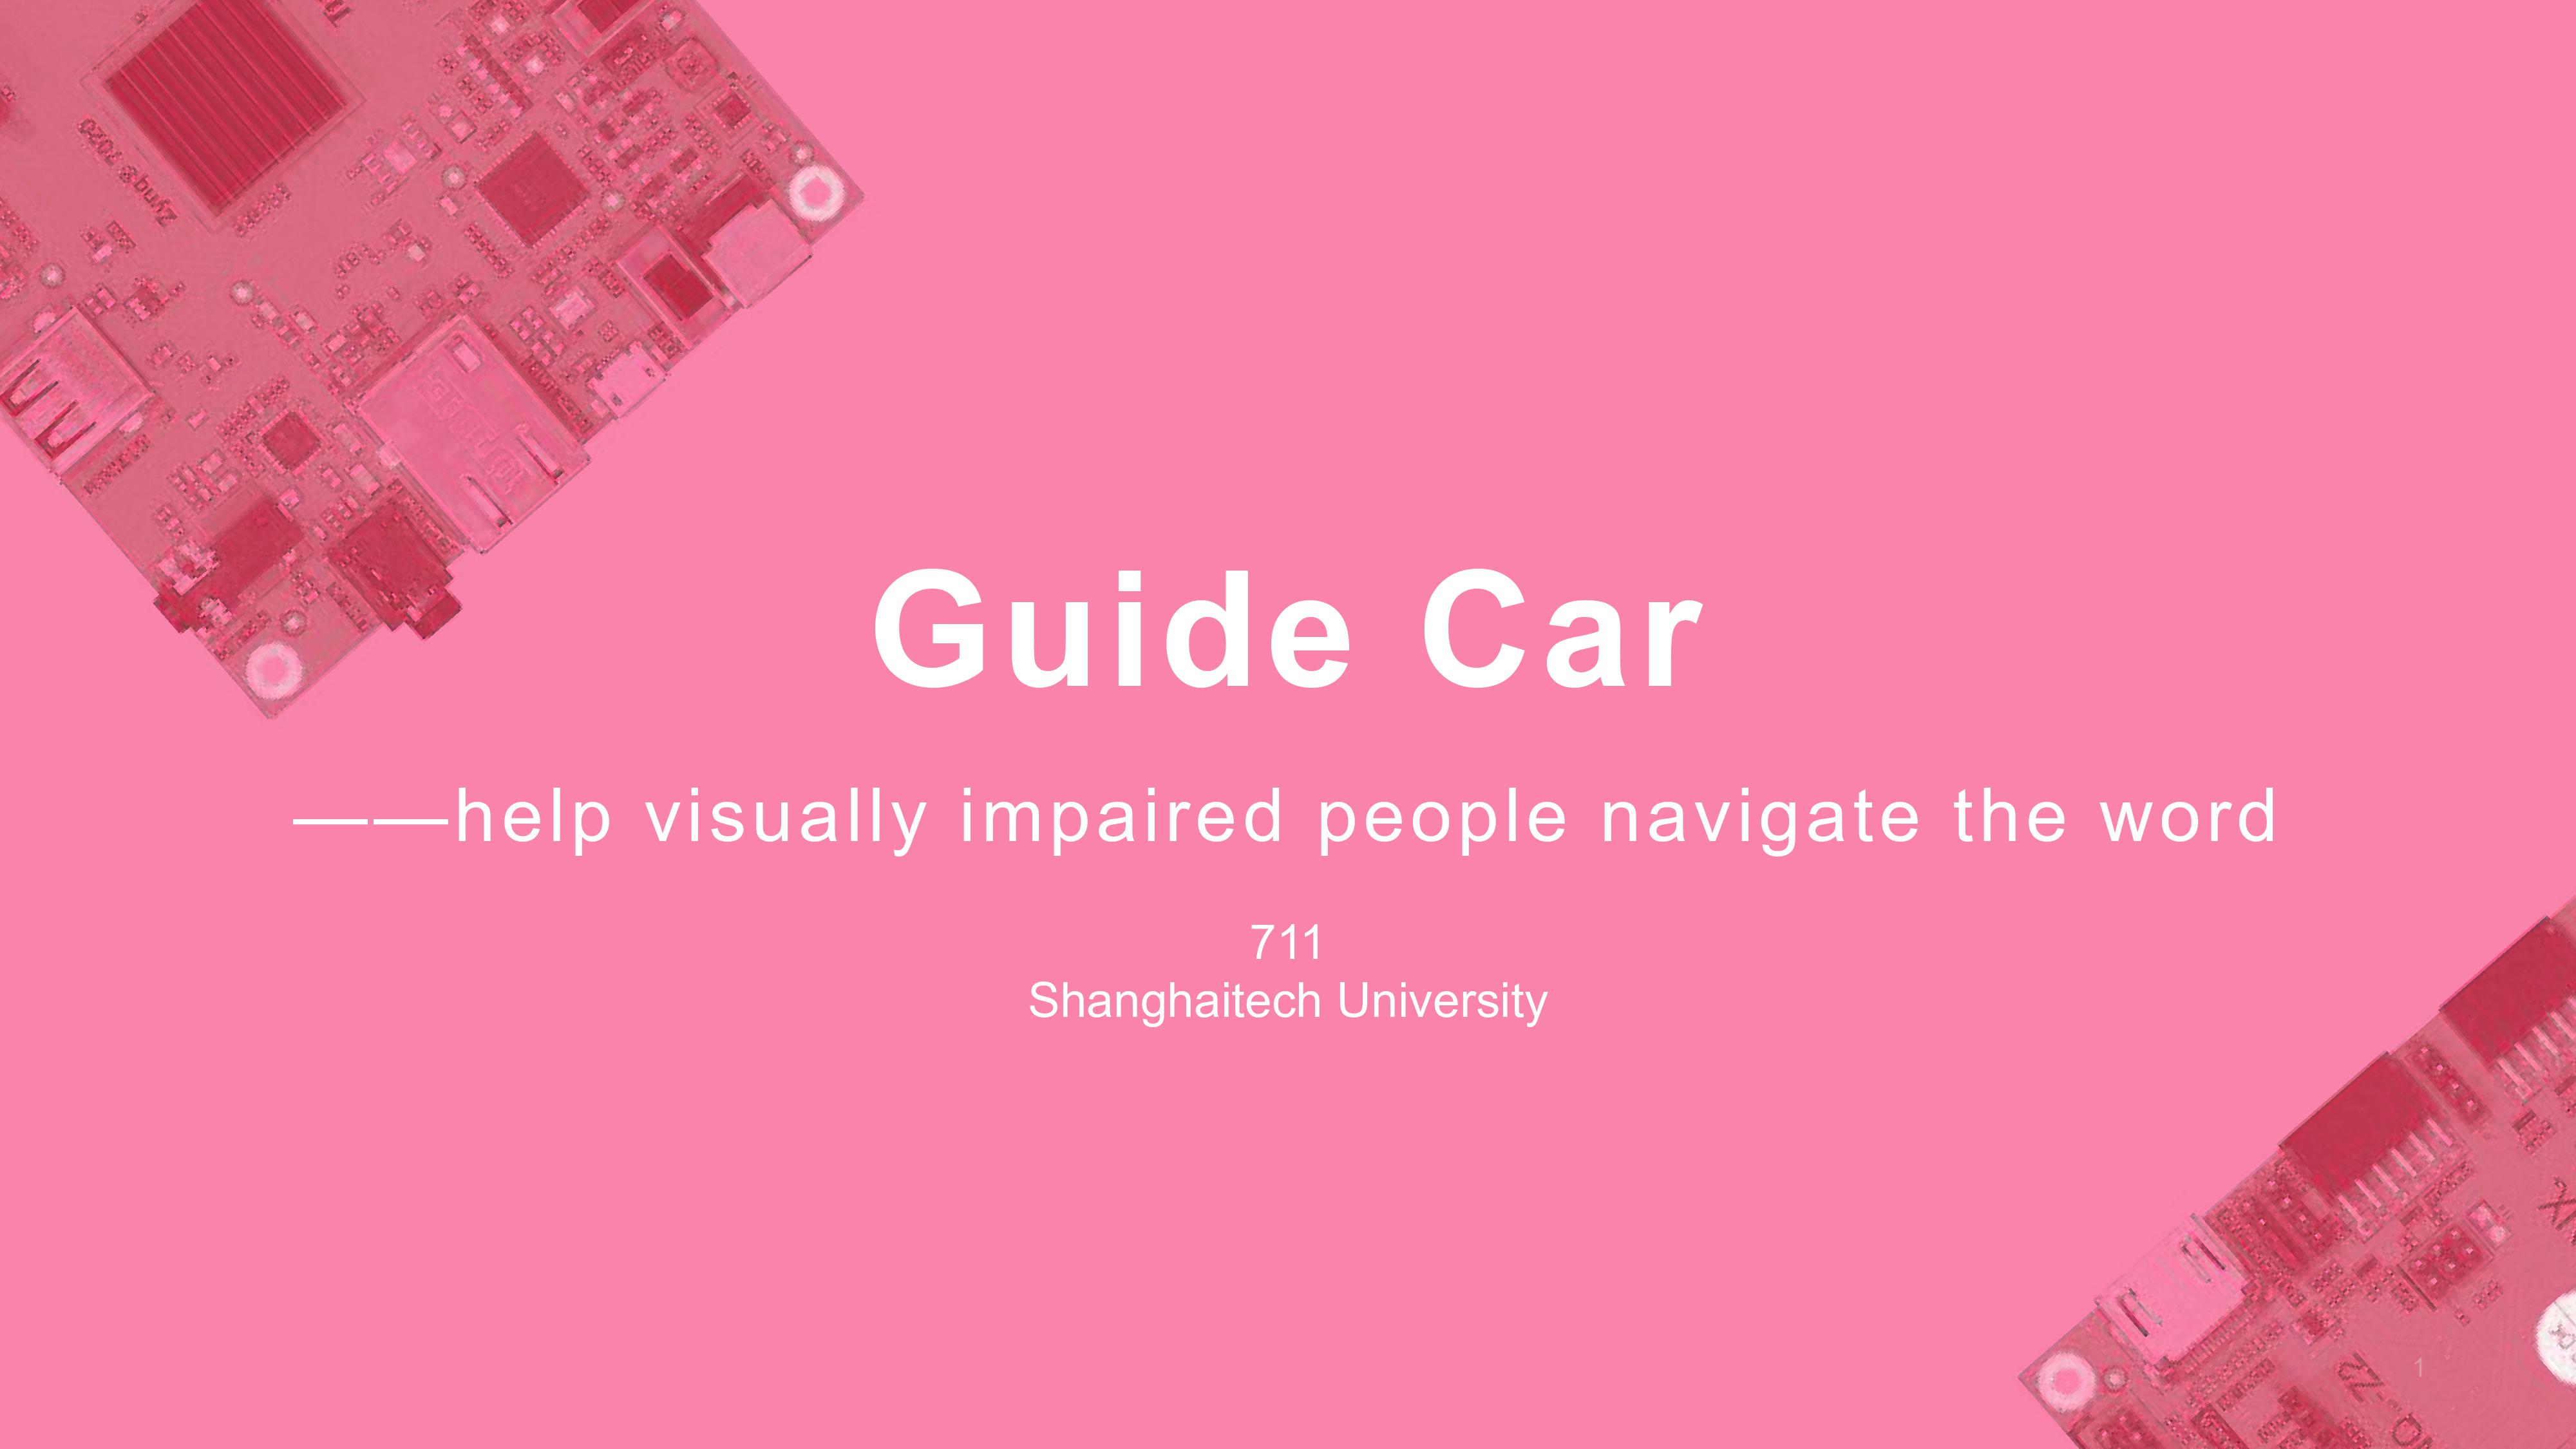 Guide Car
——help visually impaired people navigate the word
711
Shanghaitech University
1